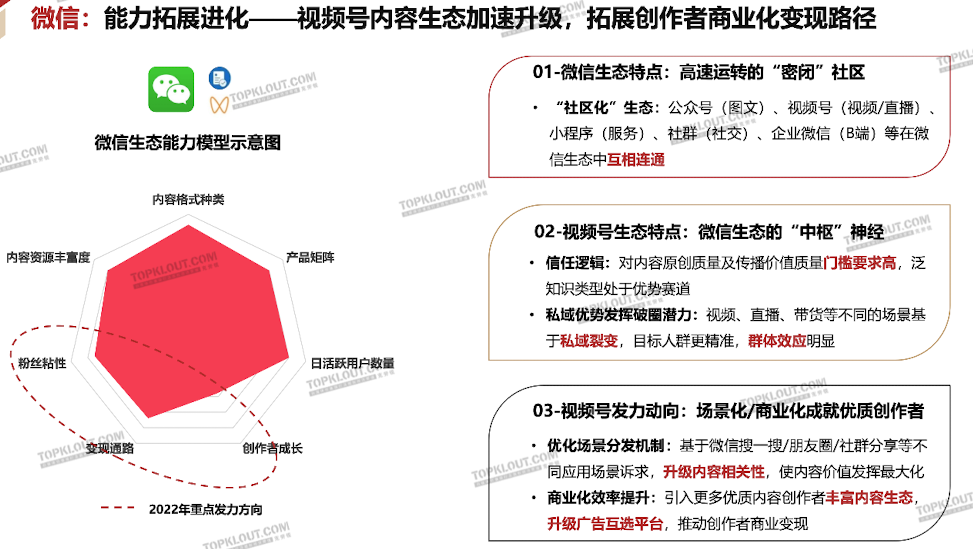 微信：能力拓展进化——视频号内容生态加速升级，拓展创作者商业化变现路径
微信生态能力模型示意图
内容格式种类
内容资源丰富度
产品矩阵
粉丝粘性
日活跃用户数量
变现通路
创作者成长
2022年重点发力方向
01-微信生态特点：高速运转的“密闭”社区
• “社区化”生态：公众号（图文）、视频号（视频/直播）、
小程序（服务）、社群（社交）、企业微信（B端）等在微
信生态中互相连通
02-视频号生态特点：微信生态的“中枢”神经
• 信任逻辑：对内容原创质量及传播价值质量门槛要求高，泛
知识类型处于优势赛道
• 私域优势发挥破圈潜力：视频、直播、带货等不同的场景基
于私域裂变，目标人群更精准，群体效应明显
03-视频号发力动向：场景化/商业化成就优质创作者
• 优化场景分发机制：基于微信搜一搜/朋友圈/社群分享等不
同应用场景诉求，升级内容相关性，使内容价值发挥最大化
• 商业化效率提升：引入更多优质内容创作者丰富内容生态，
升级广告互选平台，推动创作者商业变现
TOPKLOUT.COM